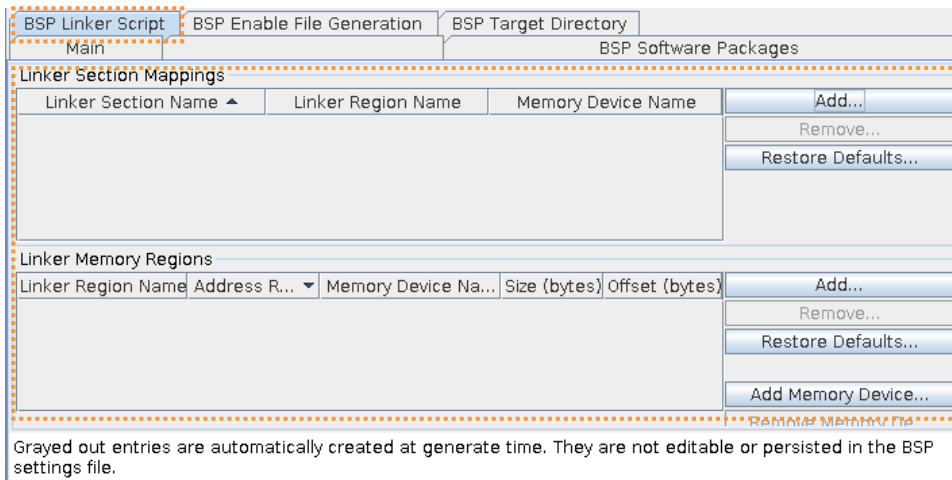 BSP Linker Script BSP Enable File Generation BSP Target Directory
Main BSP Software Packages
Linker Section Mappings
Linker Section Name Linker Region Name Memory Device Name
Add...
Remove...
Restore Defaults...
Linker Memory Regions
Linker Region Name Address R... Memory Device Na... Size (bytes) Offset (bytes)
Add...
Remove...
Restore Defaults...
Add Memory Device...
Remove Memory De...
Grayed out entries are automatically created at generate time. They are not editable or persisted in the BSP
settings file.